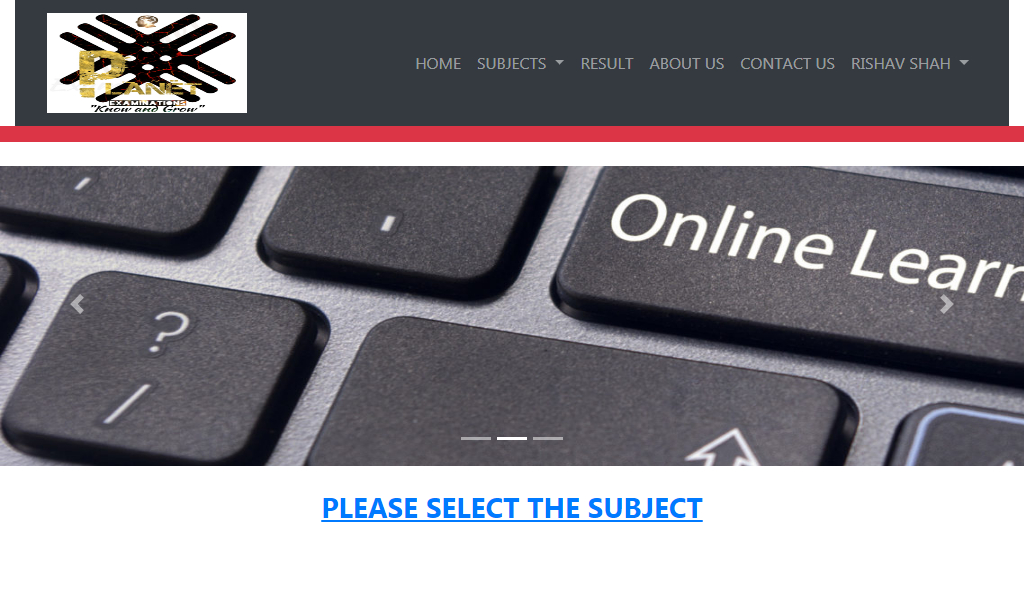 PLANET
EXAMINATIONS
"Know and Grow"
HOME SUBJECTS RESULT ABOUT US CONTACT US RISHAV SHAH
Online Learn
?
/
PLEASE SELECT THE SUBJECT